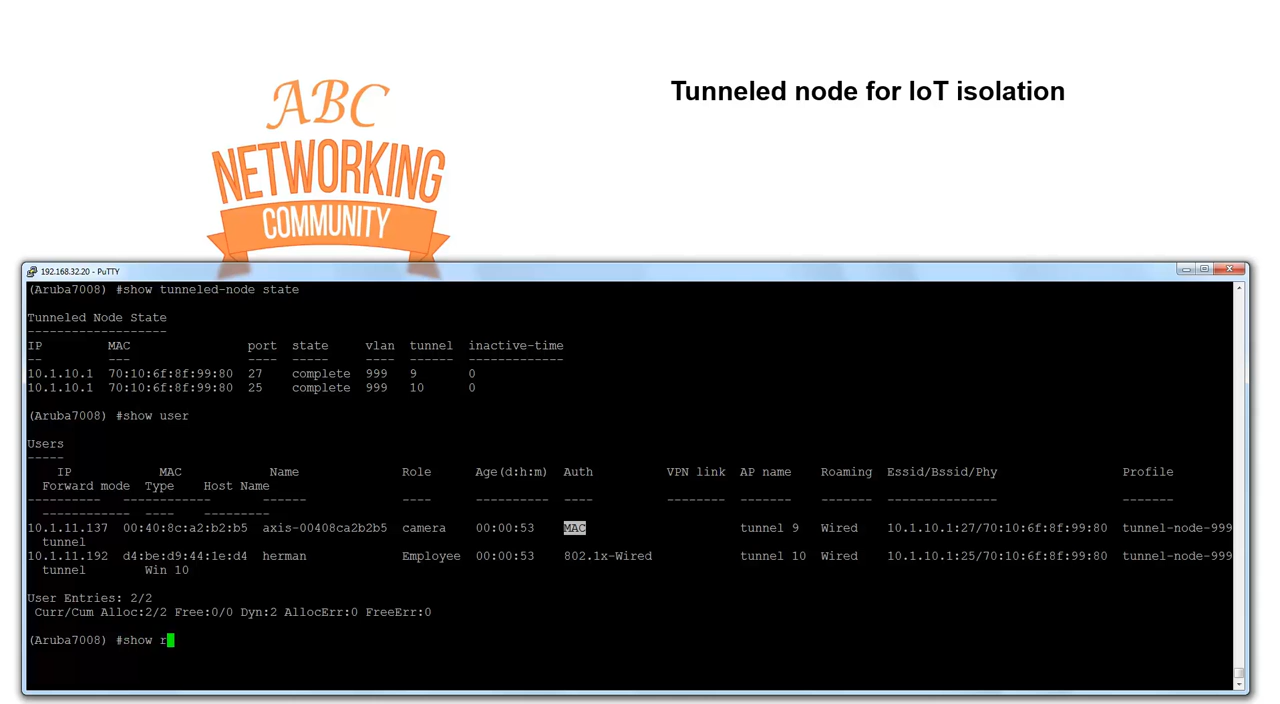 Tunneled node for IoT isolation
ABC
NETWORKING
COMMUNITY
192.168.32.20 - PuTTY
(Aruba7008) #show tunneled-node state
Tunneled Node State
-------------------
IP MAC port state vlan tunnel inactive-time
-- --- ---- ----- ---- ------ -------------
10.1.10.1 70:10:6f:8f:99:80 27 complete 999 9 0
10.1.10.1 70:10:6f:8f:99:80 25 complete 999 10 0
(Aruba7008) #show user
Users
-----
IP MAC Name Role Age(d:h:m) Auth VPN link AP name Roaming Essid/Bssid/Phy Profile
Forward mode Type Host Name
---------- ------------ ------ ---- ---------- ---- -------- ------- ------- --------------- -------
------------ ---- ---------
10.1.11.137 00:40:8c:a2:b2:b5 axis-00408ca2b2b5 camera 00:00:53 MAC tunnel 9 Wired 10.1.10.1:27/70:10:6f:8f:99:80 tunnel-node-999
tunnel
10.1.11.192 d4:be:d9:44:1e:d4 herman Employee 00:00:53 802.1x-Wired tunnel 10 Wired 10.1.10.1:25/70:10:6f:8f:99:80 tunnel-node-999
tunnel Win 10
User Entries: 2/2
Curr/Cum Alloc:2/2 Free:0/0 Dyn:2 AllocErr:0 FreeErr:0
(Aruba7008) #show r